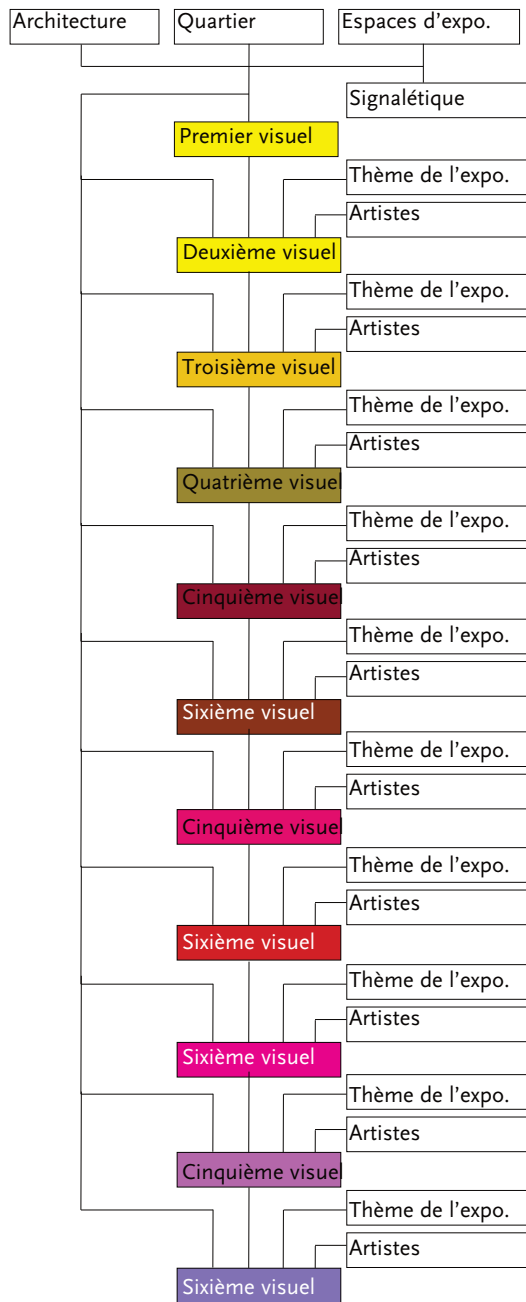 Architecture
Quartier
Espaces d'expo.
Signalétique
Premier visuel
Thème de l'expo.
Artistes
Deuxième visuel
Thème de l'expo.
Artistes
Troisième visuel
Thème de l'expo.
Artistes
Quatrième visuel
Thème de l'expo.
Artistes
Cinquième visuel
Thème de l'expo.
Artistes
Sixième visuel
Thème de l'expo.
Artistes
Cinquième visuel
Thème de l'expo.
Artistes
Sixième visuel
Thème de l'expo.
Artistes
Sixième visuel
Thème de l'expo.
Artistes
Cinquième visuel
Thème de l'expo.
Artistes
Sixième visuel